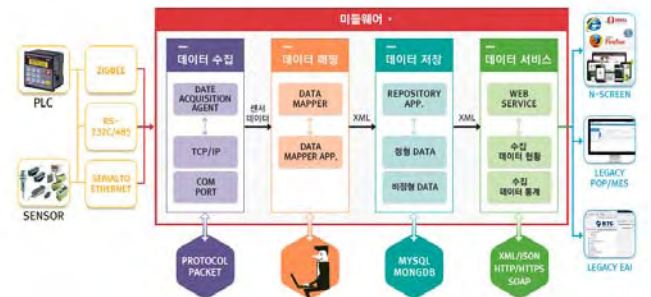 미들웨어
PLC
SENSOR
ZIGBEE
RS-
232C/485
SERIAL TO
ETHERNET
데이터 수집
DATE
ACQUISITION
AGENT
TCP/IP
COM
PORT
PROTOCOL
PACKET
센서
데이터
데이터 매핑
DATA
MAPPER
DATA
MAPPER APP.
XML
데이터 저장
REPOSITORY
APP.
정형 DATA
비정형 DATA
MYSQL
MONGDB
XML
데이터 서비스
WEB
SERVICE
수집
데이터 현황
수집
데이터 통계
XML/JSON
HTTP/HTTPS
SOAP
N-SCREEN
LEGACY
POP/MES
LEGACY EAI